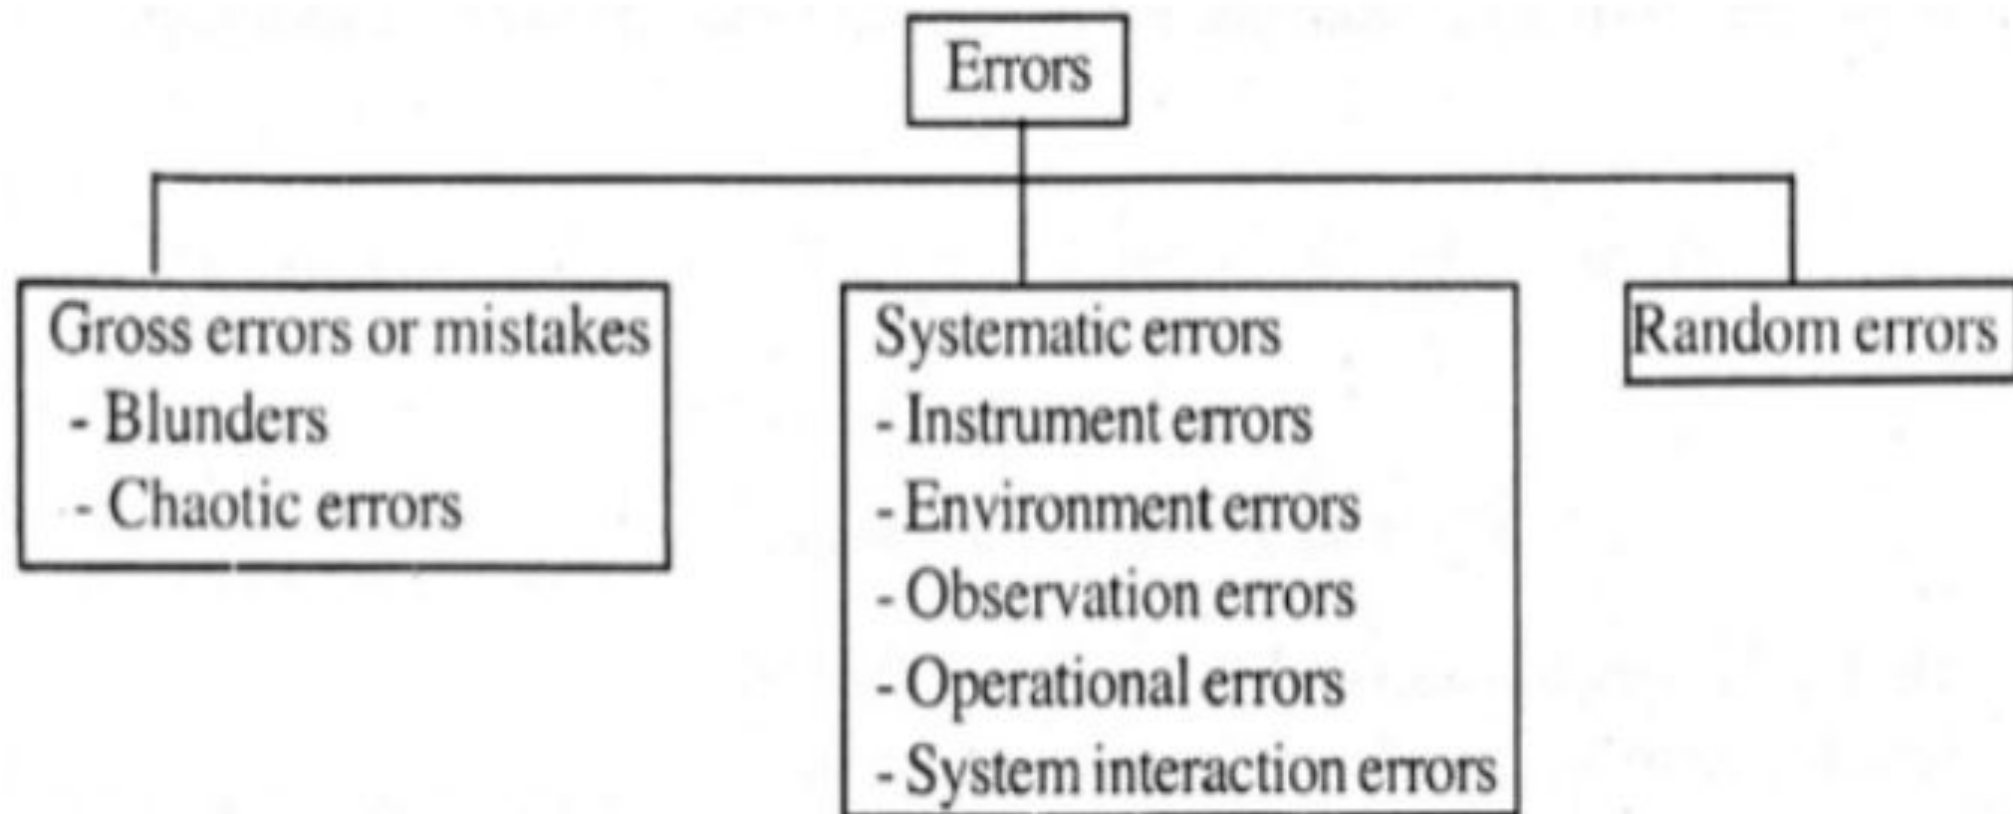 Errors
Gross errors or mistakes
- Blunders
- Chaotic errors
Systematic errors
- Instrument errors
- Environment errors
- Observation errors
- Operational errors
- System interaction errors
Random errors